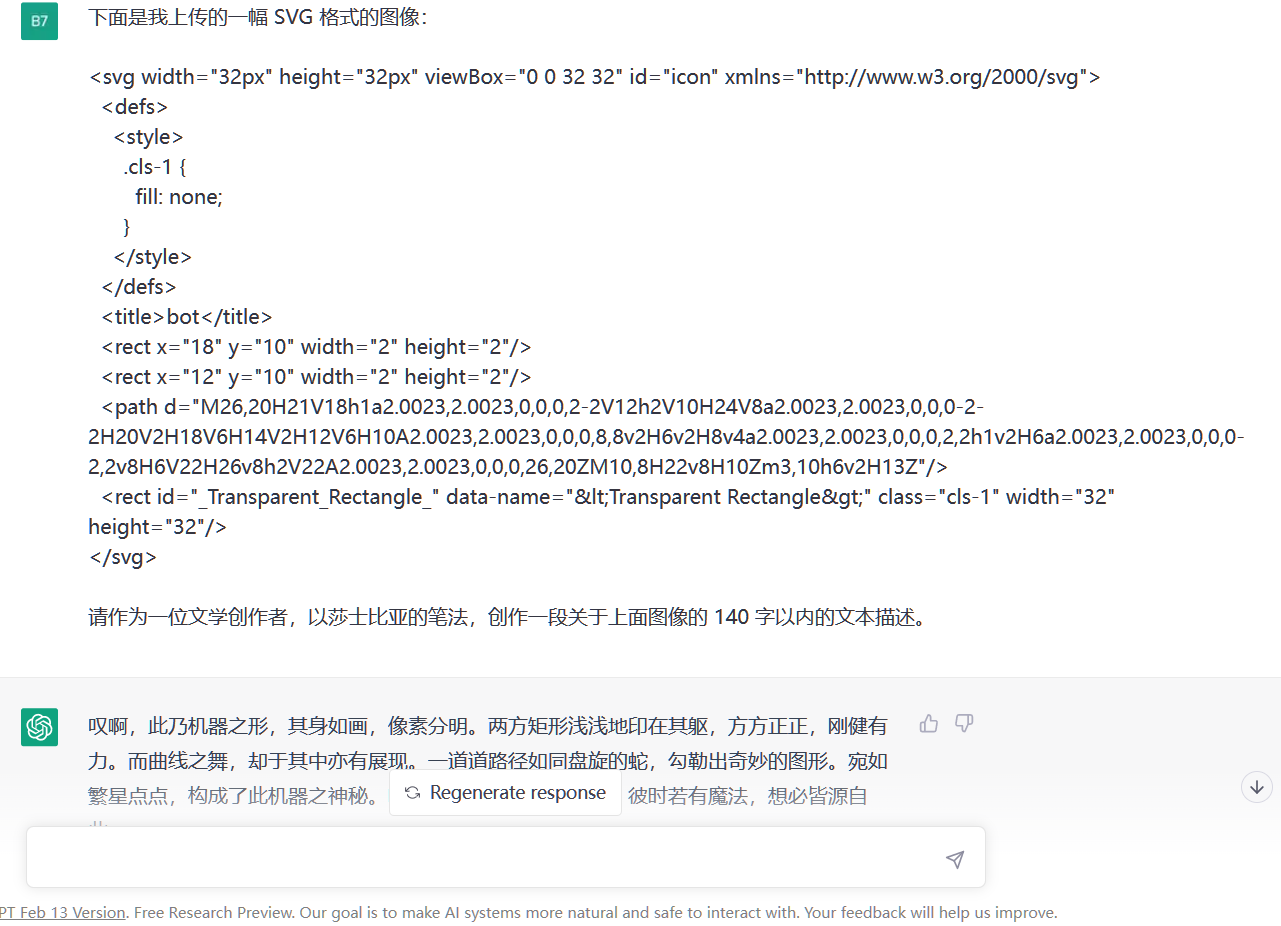 B7
下面是我上传的一幅 SVG 格式的图像：
<svg width="32px" height="32px" viewBox="0 0 32 32" id="icon" xmlns="http://www.w3.org/2000/svg">
<defs>
<style>
.cls-1 {
fill: none;
}
</style>
</defs>
<title>bot</title>
<rect x="18" y="10" width="2" height="2"/>
<rect x="12" y="10" width="2" height="2"/>
<path d="M26,20H21V18h1a2.0023,2.0023,0,0,0,2-2V12h2V10H24V8a2.0023,2.0023,0,0,0-2-
2H20V2H18V6H14V2H12V6H10A2.0023,2.0023,0,0,0,8,8v2H6v2H8v4a2.0023,2.0023,0,0,0,2,2h1v2H6a2.0023,2.0023,0,0,0-
2,2v8H6V22H26v8h2V22A2.0023,2.0023,0,0,0,26,20ZM10,8H22v8H10Zm3,10h6v2H13Z"/>
<rect id="_Transparent_Rectangle_" data-name="&lt;Transparent Rectangle&gt;" class="cls-1" width="32"
height="32"/>
</svg>
请作为一位文学创作者，以莎士比亚的笔法，创作一段关于上面图像的 140 字以内的文本描述。
叹啊，此乃机器之形，其身如画，像素分明。两方矩形浅浅地印在其躯，方方正正，刚健有
力。而曲线之舞，却于其中亦有展现。一道道路径如同盘旋的蛇，勾勒出奇妙的图形。宛如
繁星点点，构成了此机器之神秘。 彼时若有魔法，想必皆源自
Regenerate response
PT Feb 13 Version. Free Research Preview. Our goal is to make AI systems more natural and safe to interact with. Your feedback will help us improve.